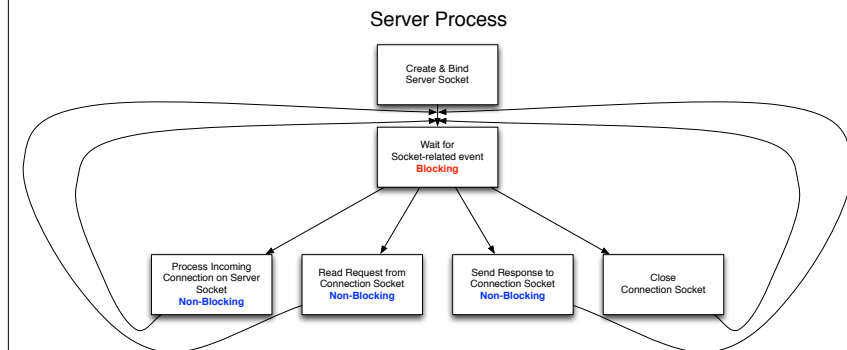 Server Process
Create & Bind
Server Socket
Wait for
Socket-related event
Blocking
Process Incoming
Connection on Server
Socket
Non-Blocking
Read Request from
Connection Socket
Non-Blocking
Send Response to
Connection Socket
Non-Blocking
Close
Connection Socket